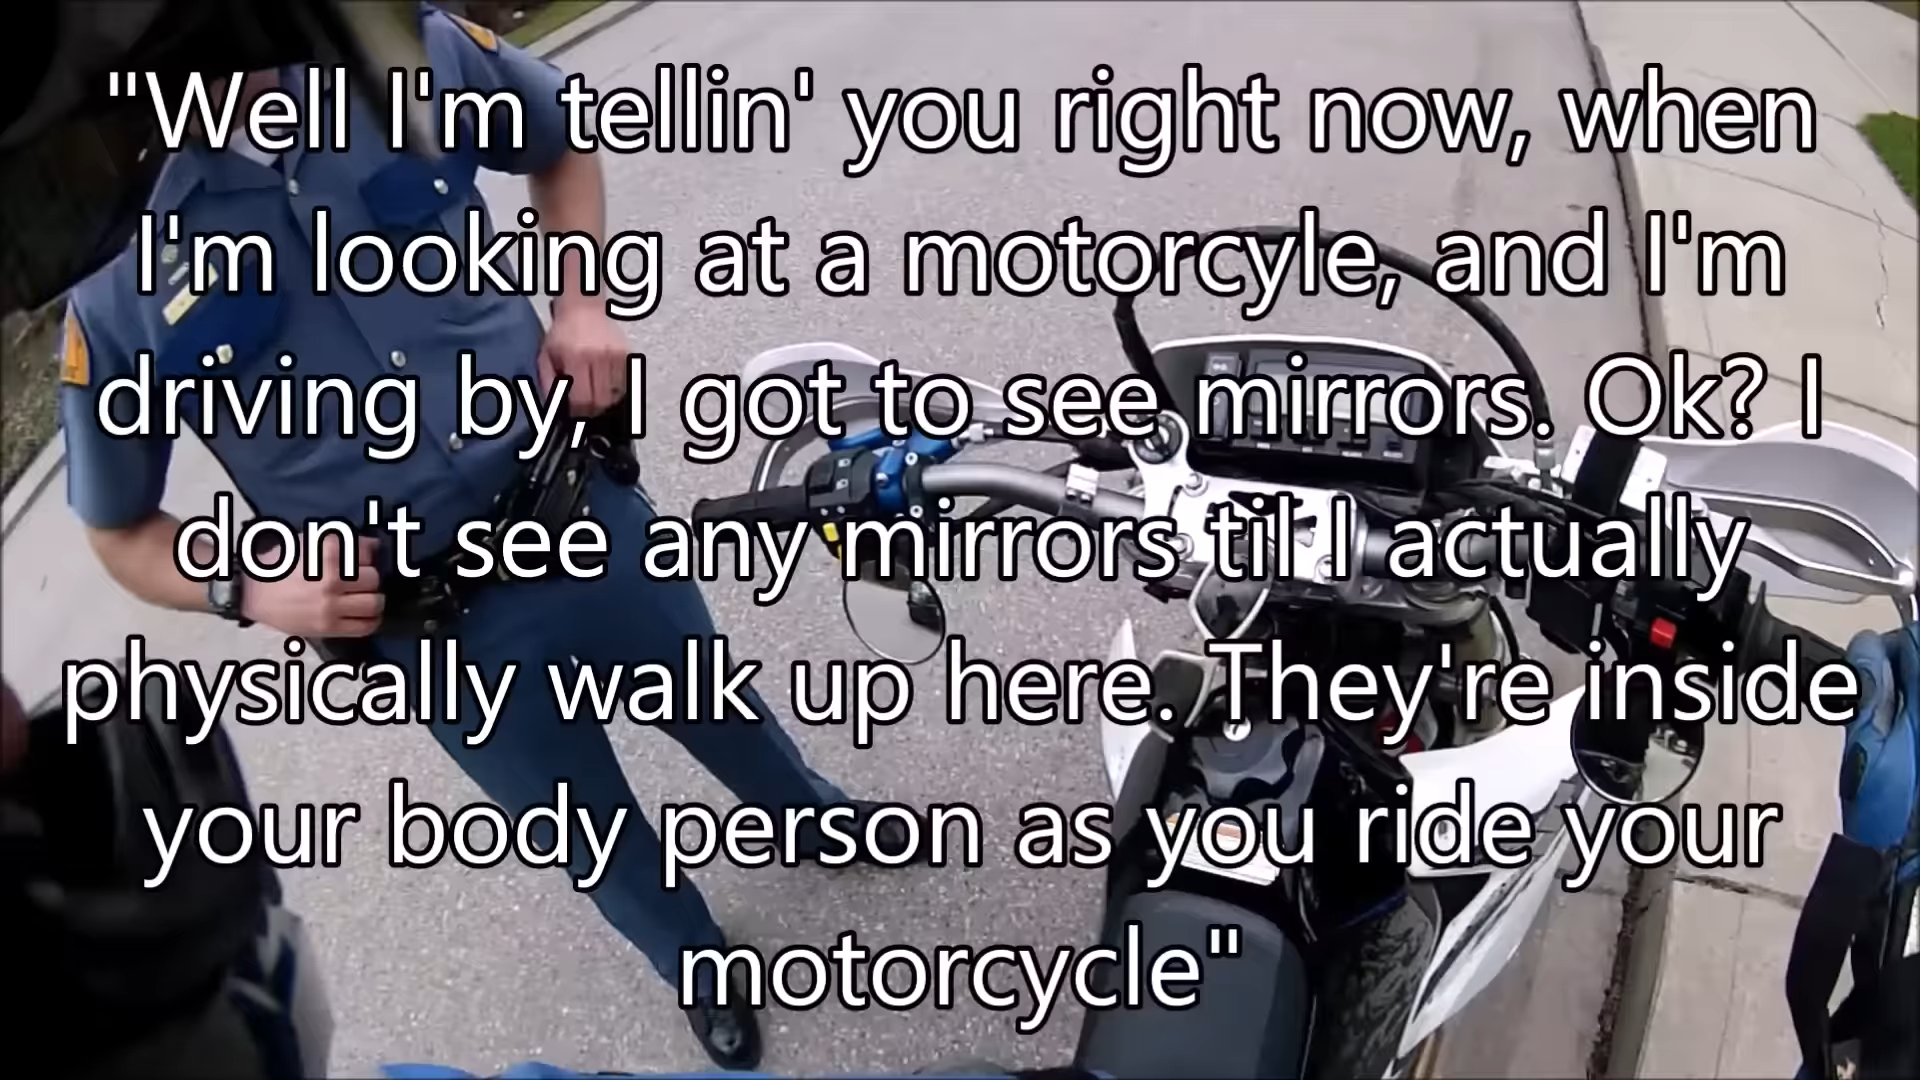 "Well I'm tellin' you right now, when
I'm looking at a motorcyle, and I'm
driving by, I got to see mirrors. Ok? I
don't see any mirrors til I actually
physically walk up here. They're inside
your body person as you ride your
motorcycle"